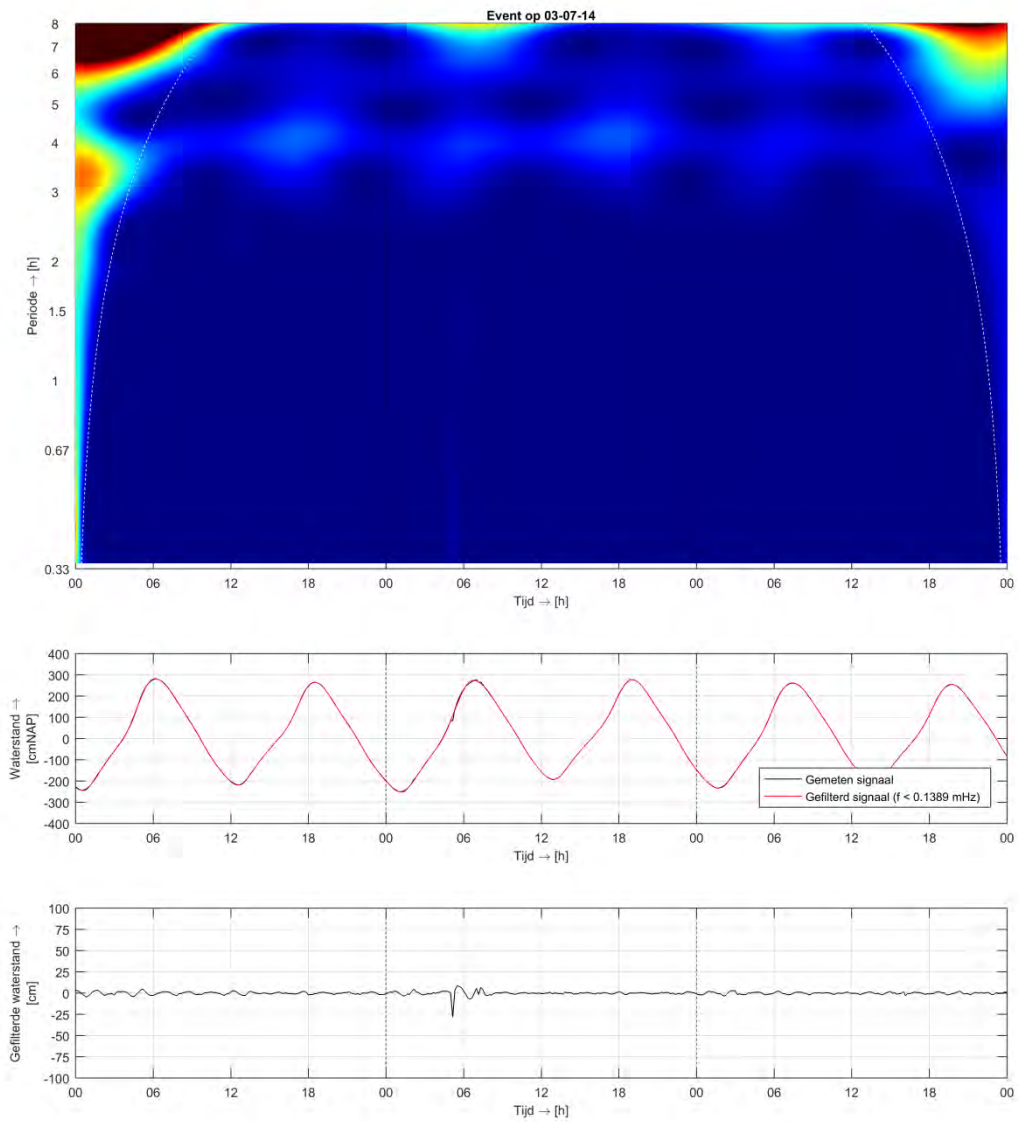 Event op 03-07-14
8
7
6
5
4
3
2
1.5
1
0.67
0.33
Periode → [h]
00 06 12 18 00 06 12 18 00 06 12 18 00
Tijd → [h]
400
300
200
100
0
-100
-200
-300
-400
Waterstand →
[cmNAP]
Gemeten signaal
Gefilterd signaal (f < 0.1389 mHz)
00 06 12 18 00 06 12 18 00 06 12 18 00
Tijd → [h]
100
75
50
25
0
-25
-50
-75
-100
Gefilterde waterstand →
[cm]
00 06 12 18 00 06 12 18 00 06 12 18 00
Tijd → [h]